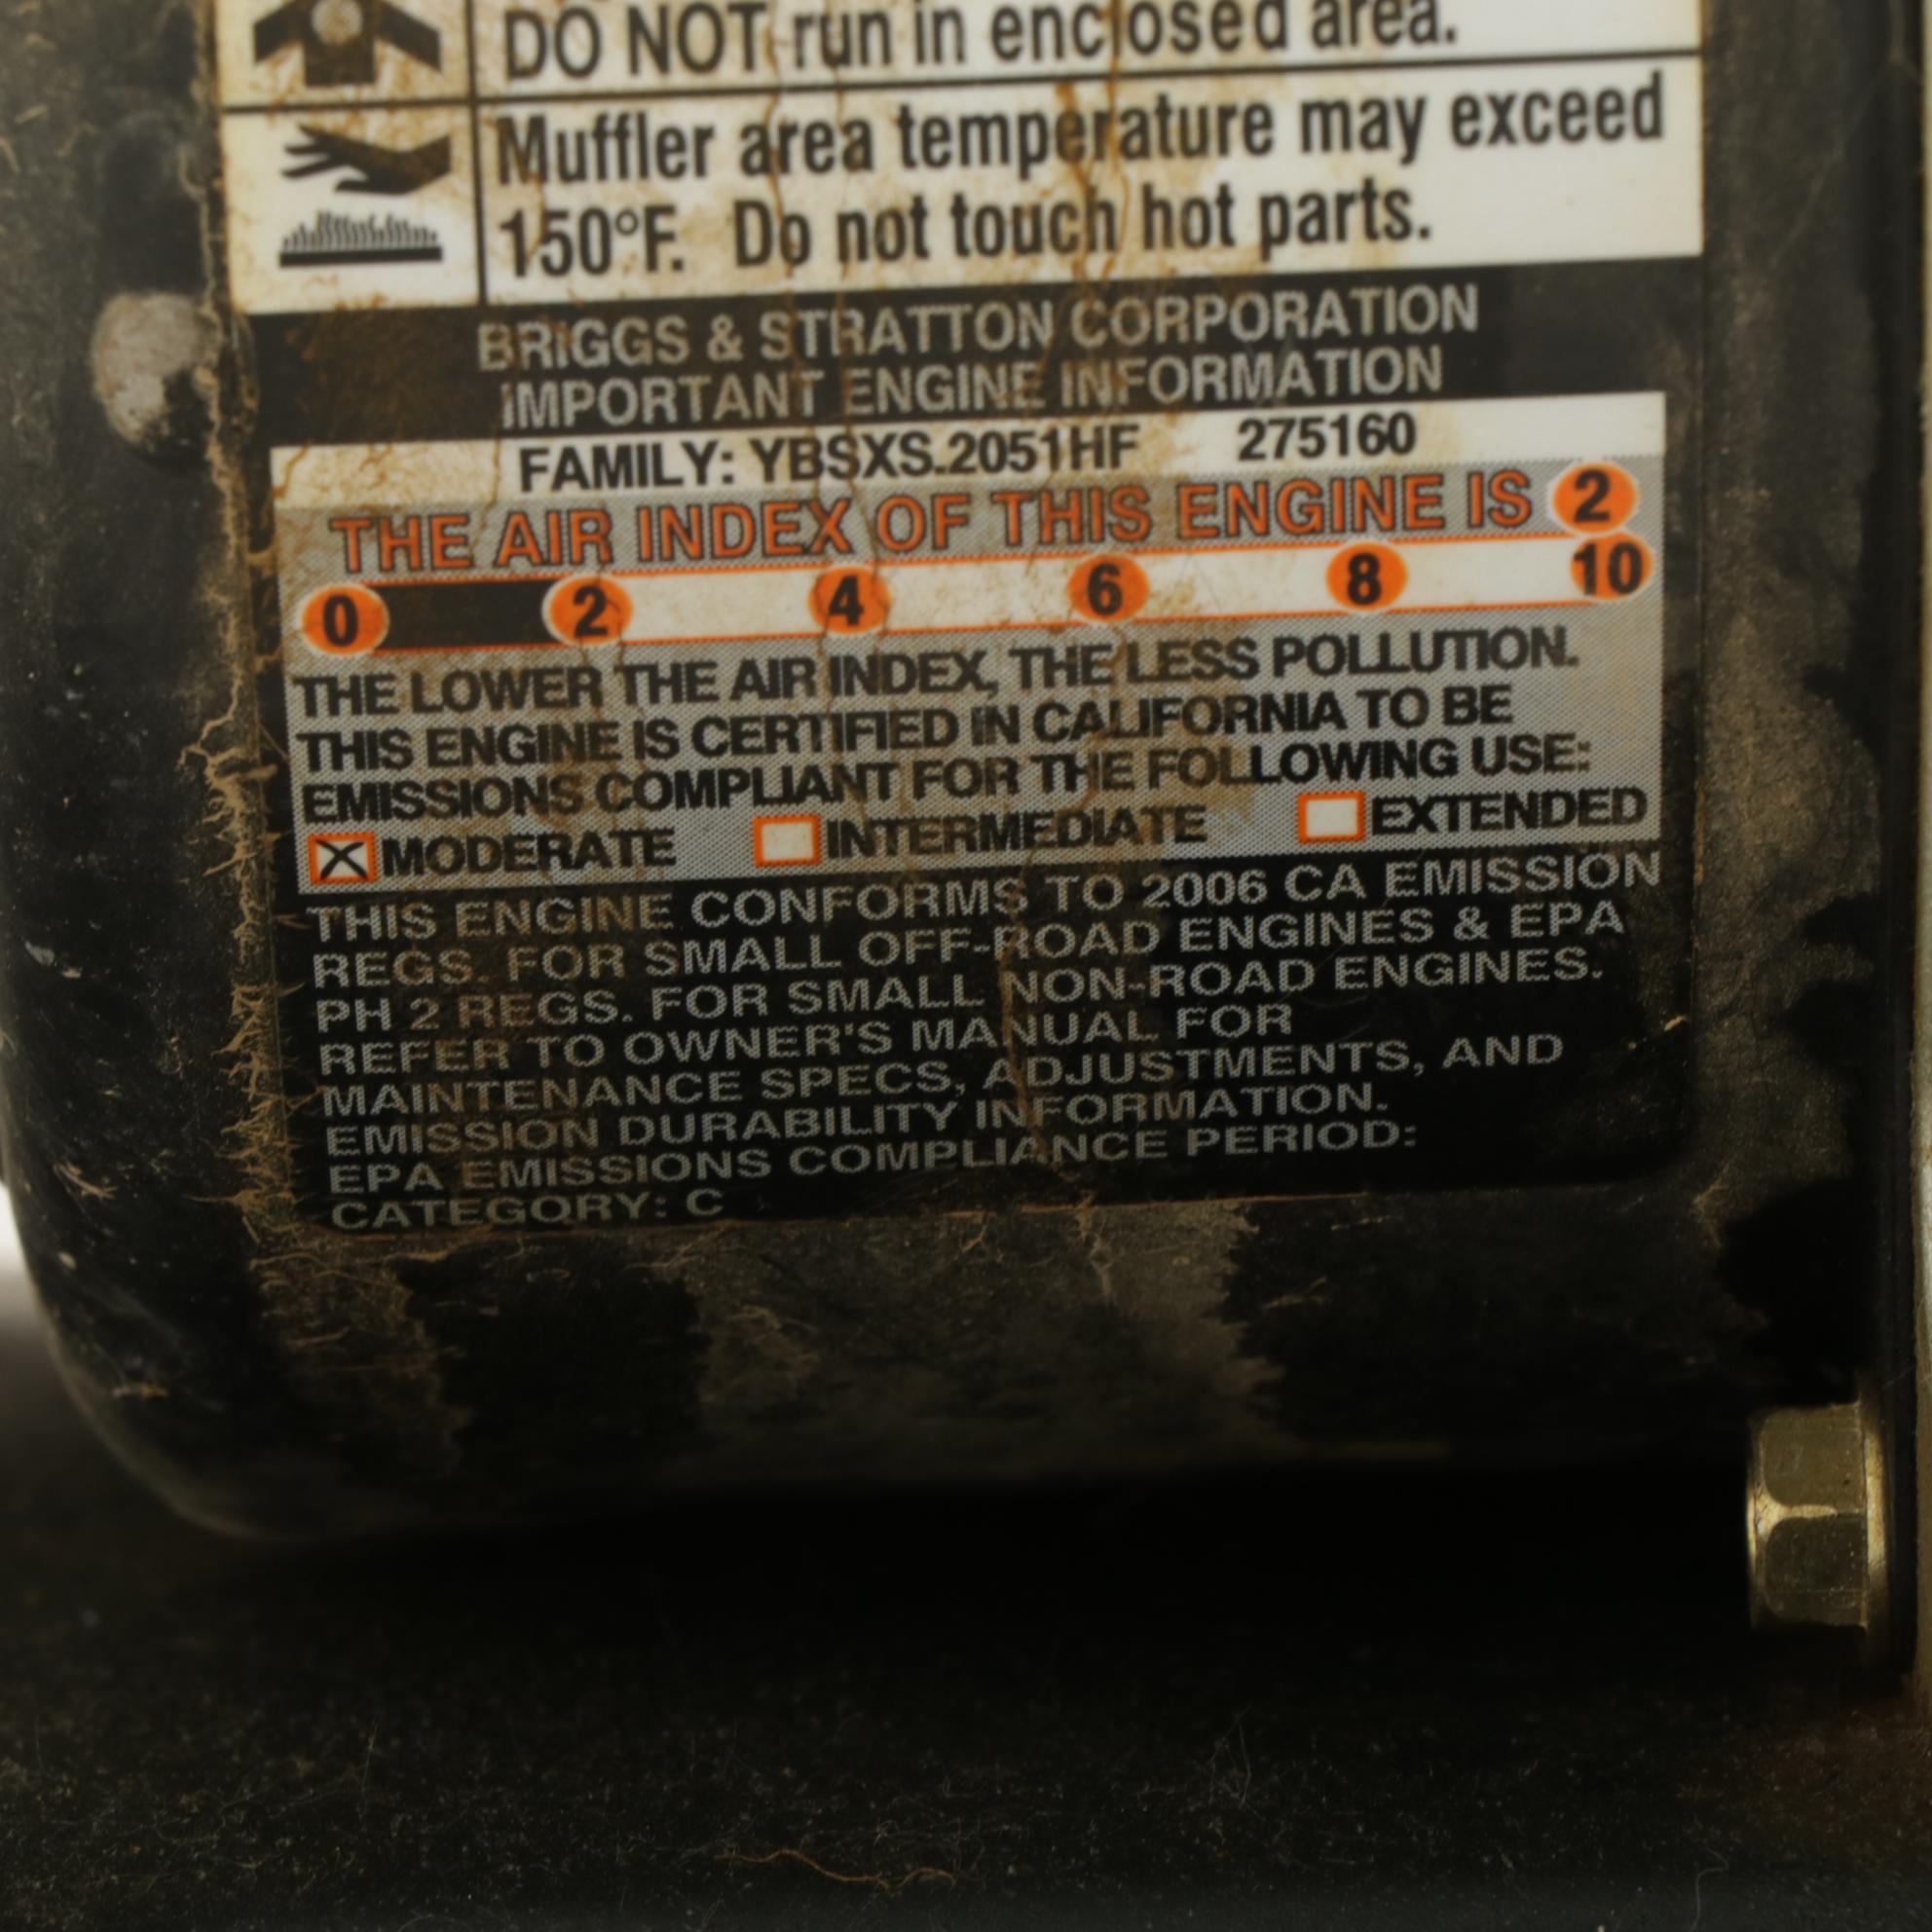 DO NOT run in enclosed area.
Muffler area temperature may exceed
150°F. Do not touch hot parts.
BRIGGS & STRATTON CORPORATION
IMPORTANT ENGINE INFORMATION
FAMILY: YBSXS.2051HF 275160
THE AIR INDEX OF THIS ENGINE IS 2
0 2 4 6 8 10
THE LOWER THE AIR INDEX, THE LESS POLLUTION.
THIS ENGINE IS CERTIFIED IN CALIFORNIA TO BE
EMISSIONS COMPLIANT FOR THE FOLLOWING USE:
MODERATE INTERMEDIATE EXTENDED
THIS ENGINE CONFORMS TO 2006 CA EMISSION
REGS. FOR SMALL OFF-ROAD ENGINES & EPA
PH 2 REGS. FOR SMALL NON-ROAD ENGINES.
REFER TO OWNER'S MANUAL FOR
MAINTENANCE SPECS, ADJUSTMENTS, AND
EMISSION DURABILITY INFORMATION.
EPA EMISSIONS COMPLIANCE PERIOD:
CATEGORY: C